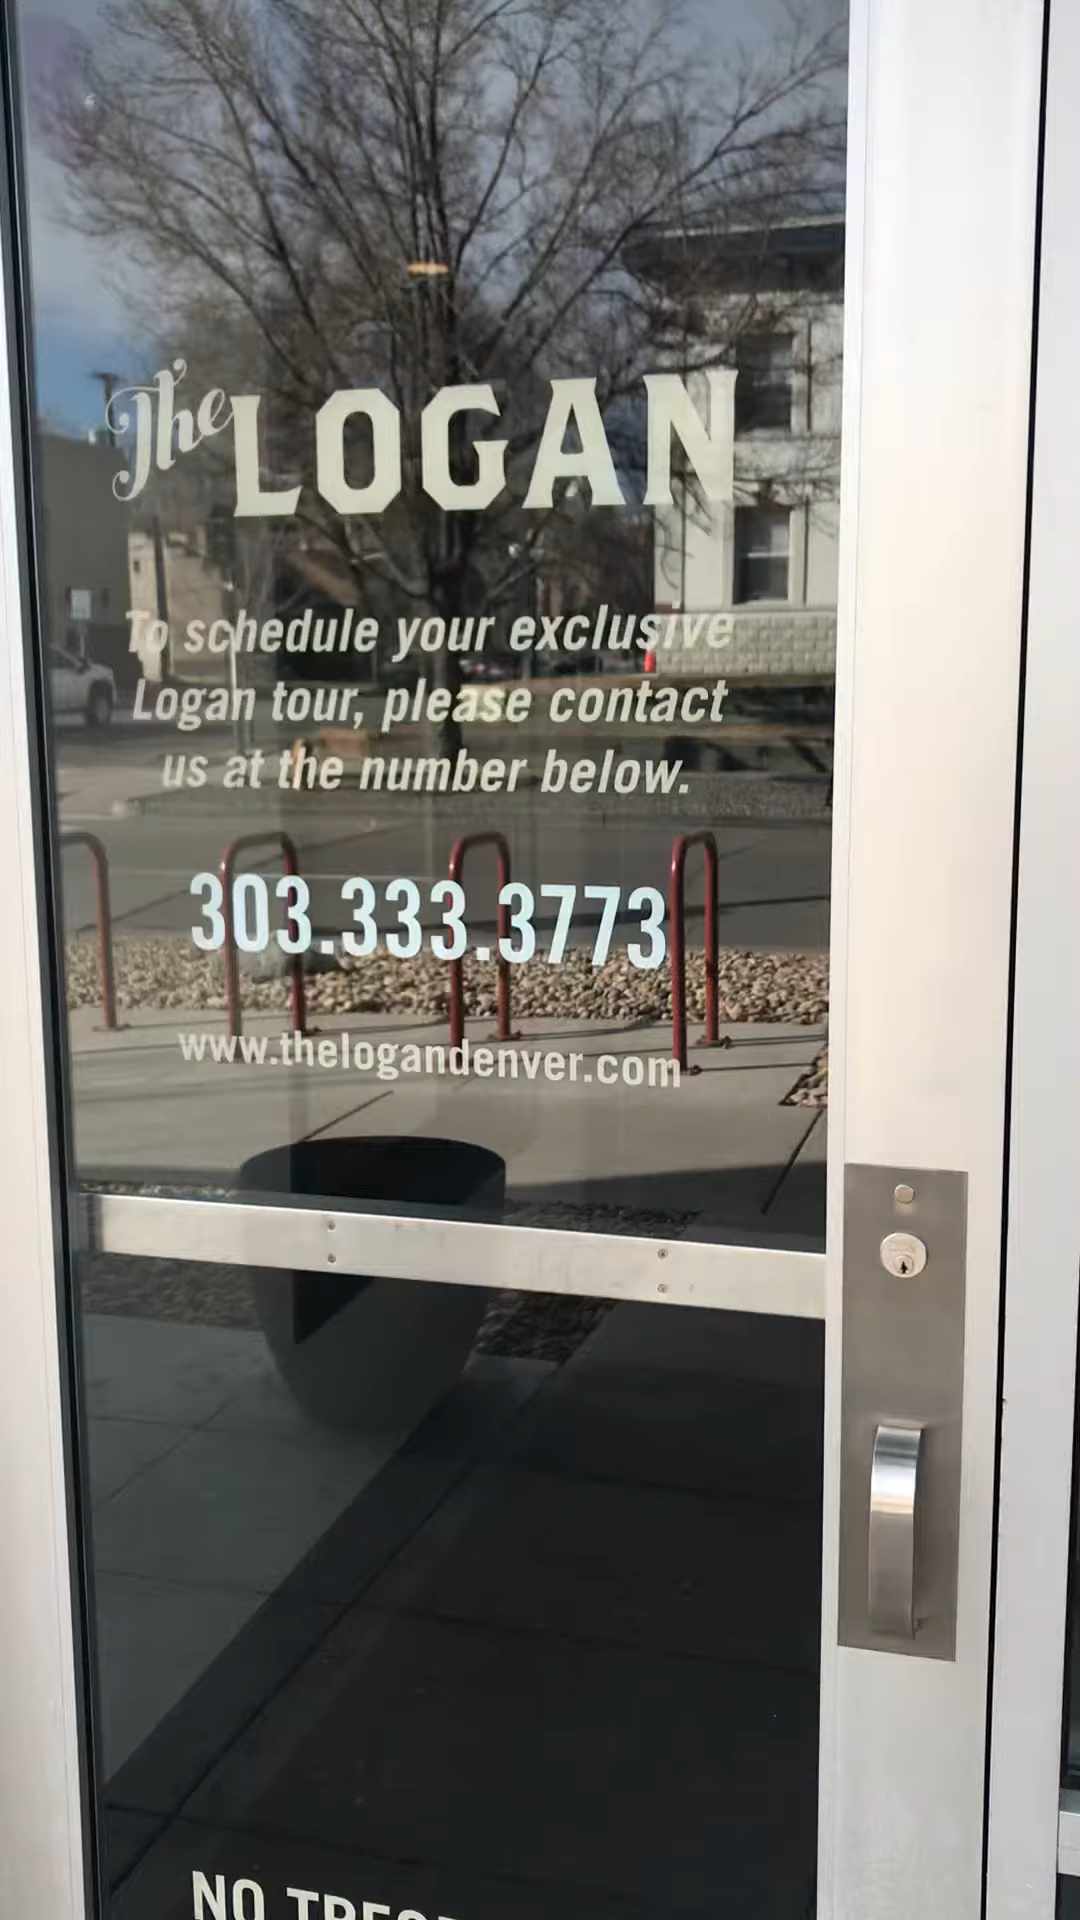 The LOGAN
To schedule your exclusive
Logan tour, please contact
us at the number below.
303.333.3773
www.thelogandenver.com
NO